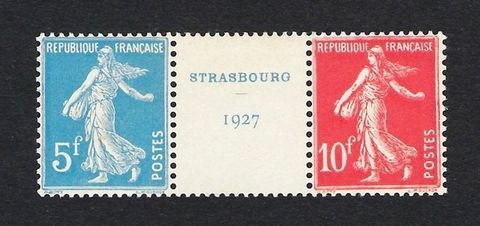 REPUBLIQUE FRANÇAISE
5f
POSTES
STRASBOURG
1927
REPUBLIQUE FRANÇAISE
10f
POSTES